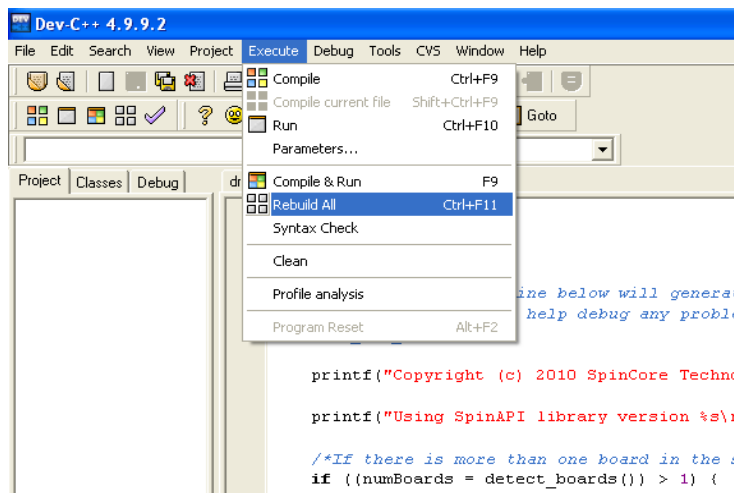 Dev-C++ 4.9.9.2
File Edit Search View Project Execute Debug Tools CVS Window Help
Compile Ctrl+F9
Compile current file Shift+Ctrl+F9
Goto
Run Ctrl+F10
Parameters...
Project Classes Debug
Compile & Run F9
Rebuild All Ctrl+F11
Syntax Check
Clean
Profile analysis
Program Reset Alt+F2
below will
help debug any
printf("Copyright (c) 2010 SpinCore
printf("Using SpinAPI library version %s\
/*If there is more than one board in the
if ((numBoards = detect_boards()) > 1) {